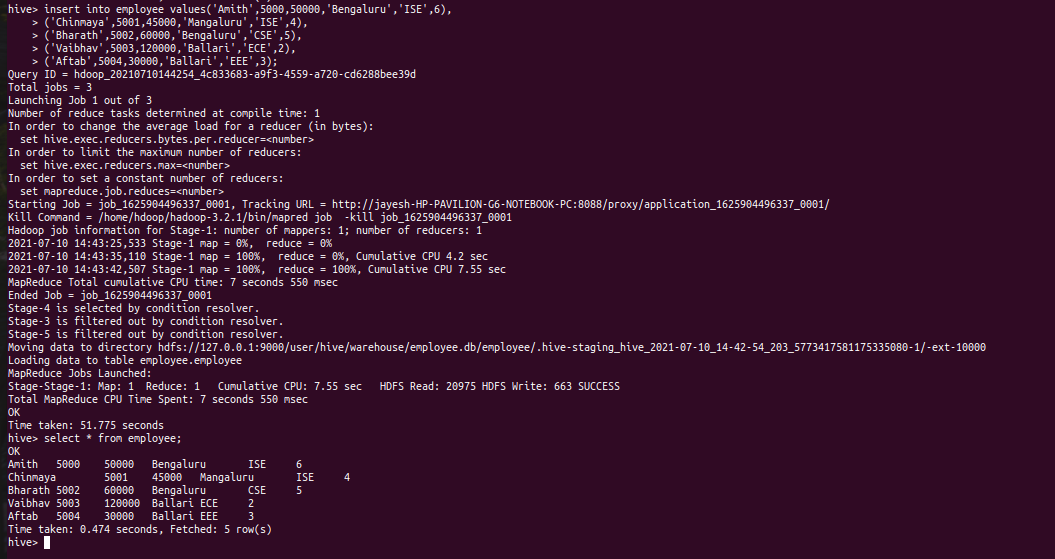 hive> insert into employee values('Amith',5000,50000,'Bengaluru','ISE',6),
    > ('Chinmaya',5001,45000,'Mangaluru','ISE',4),
    > ('Bharath',5002,60000,'Bengaluru','CSE',5),
    > ('Vaibhav',5003,120000,'Ballari','ECE',2),
    > ('Aftab',5004,30000,'Ballari','EEE',3);
Query ID = hdoop_20210710144254_4c833683-a9f3-4559-a720-cd6288bee39d
Total jobs = 3
Launching Job 1 out of 3
Number of reduce tasks determined at compile time: 1
In order to change the average load for a reducer (in bytes):
  set hive.exec.reducers.bytes.per.reducer=<number>
In order to limit the maximum number of reducers:
  set hive.exec.reducers.max=<number>
In order to set a constant number of reducers:
  set mapreduce.job.reduces=<number>
Starting Job = job_1625904496337_0001, Tracking URL = http://jayesh-HP-PAVILION-G6-NOTEBOOK-PC:8088/proxy/application_1625904496337_0001/
Kill Command = /home/hdoop/hadoop-3.2.1/bin/mapred job  -kill job_1625904496337_0001
Hadoop job information for Stage-1: number of mappers: 1; number of reducers: 1
2021-07-10 14:43:25,533 Stage-1 map = 0%,  reduce = 0%
2021-07-10 14:43:35,110 Stage-1 map = 100%,  reduce = 0%, Cumulative CPU 4.2 sec
2021-07-10 14:43:42,507 Stage-1 map = 100%,  reduce = 100%, Cumulative CPU 7.55 sec
MapReduce Total cumulative CPU time: 7 seconds 550 msec
Ended Job = job_1625904496337_0001
Stage-4 is selected by condition resolver.
Stage-3 is filtered out by condition resolver.
Stage-5 is filtered out by condition resolver.
Moving data to directory hdfs://127.0.0.1:9000/user/hive/warehouse/employee.db/employee/.hive-staging_hive_2021-07-10_14-42-54_203_5773417581175335080-1/-ext-10000
Loading data to table employee.employee
MapReduce Jobs Launched:
Stage-Stage-1: Map: 1  Reduce: 1   Cumulative CPU: 7.55 sec   HDFS Read: 20975 HDFS Write: 663 SUCCESS
Total MapReduce CPU Time Spent: 7 seconds 550 msec
OK
Time taken: 51.775 seconds
hive> select * from employee;
OK
Amith   5000    50000   Bengaluru       ISE     6
Chinmaya        5001    45000   Mangaluru       ISE     4
Bharath 5002    60000   Bengaluru       CSE     5
Vaibhav 5003    120000  Ballari ECE     2
Aftab   5004    30000   Ballari EEE     3
Time taken: 0.474 seconds, Fetched: 5 row(s)
hive>